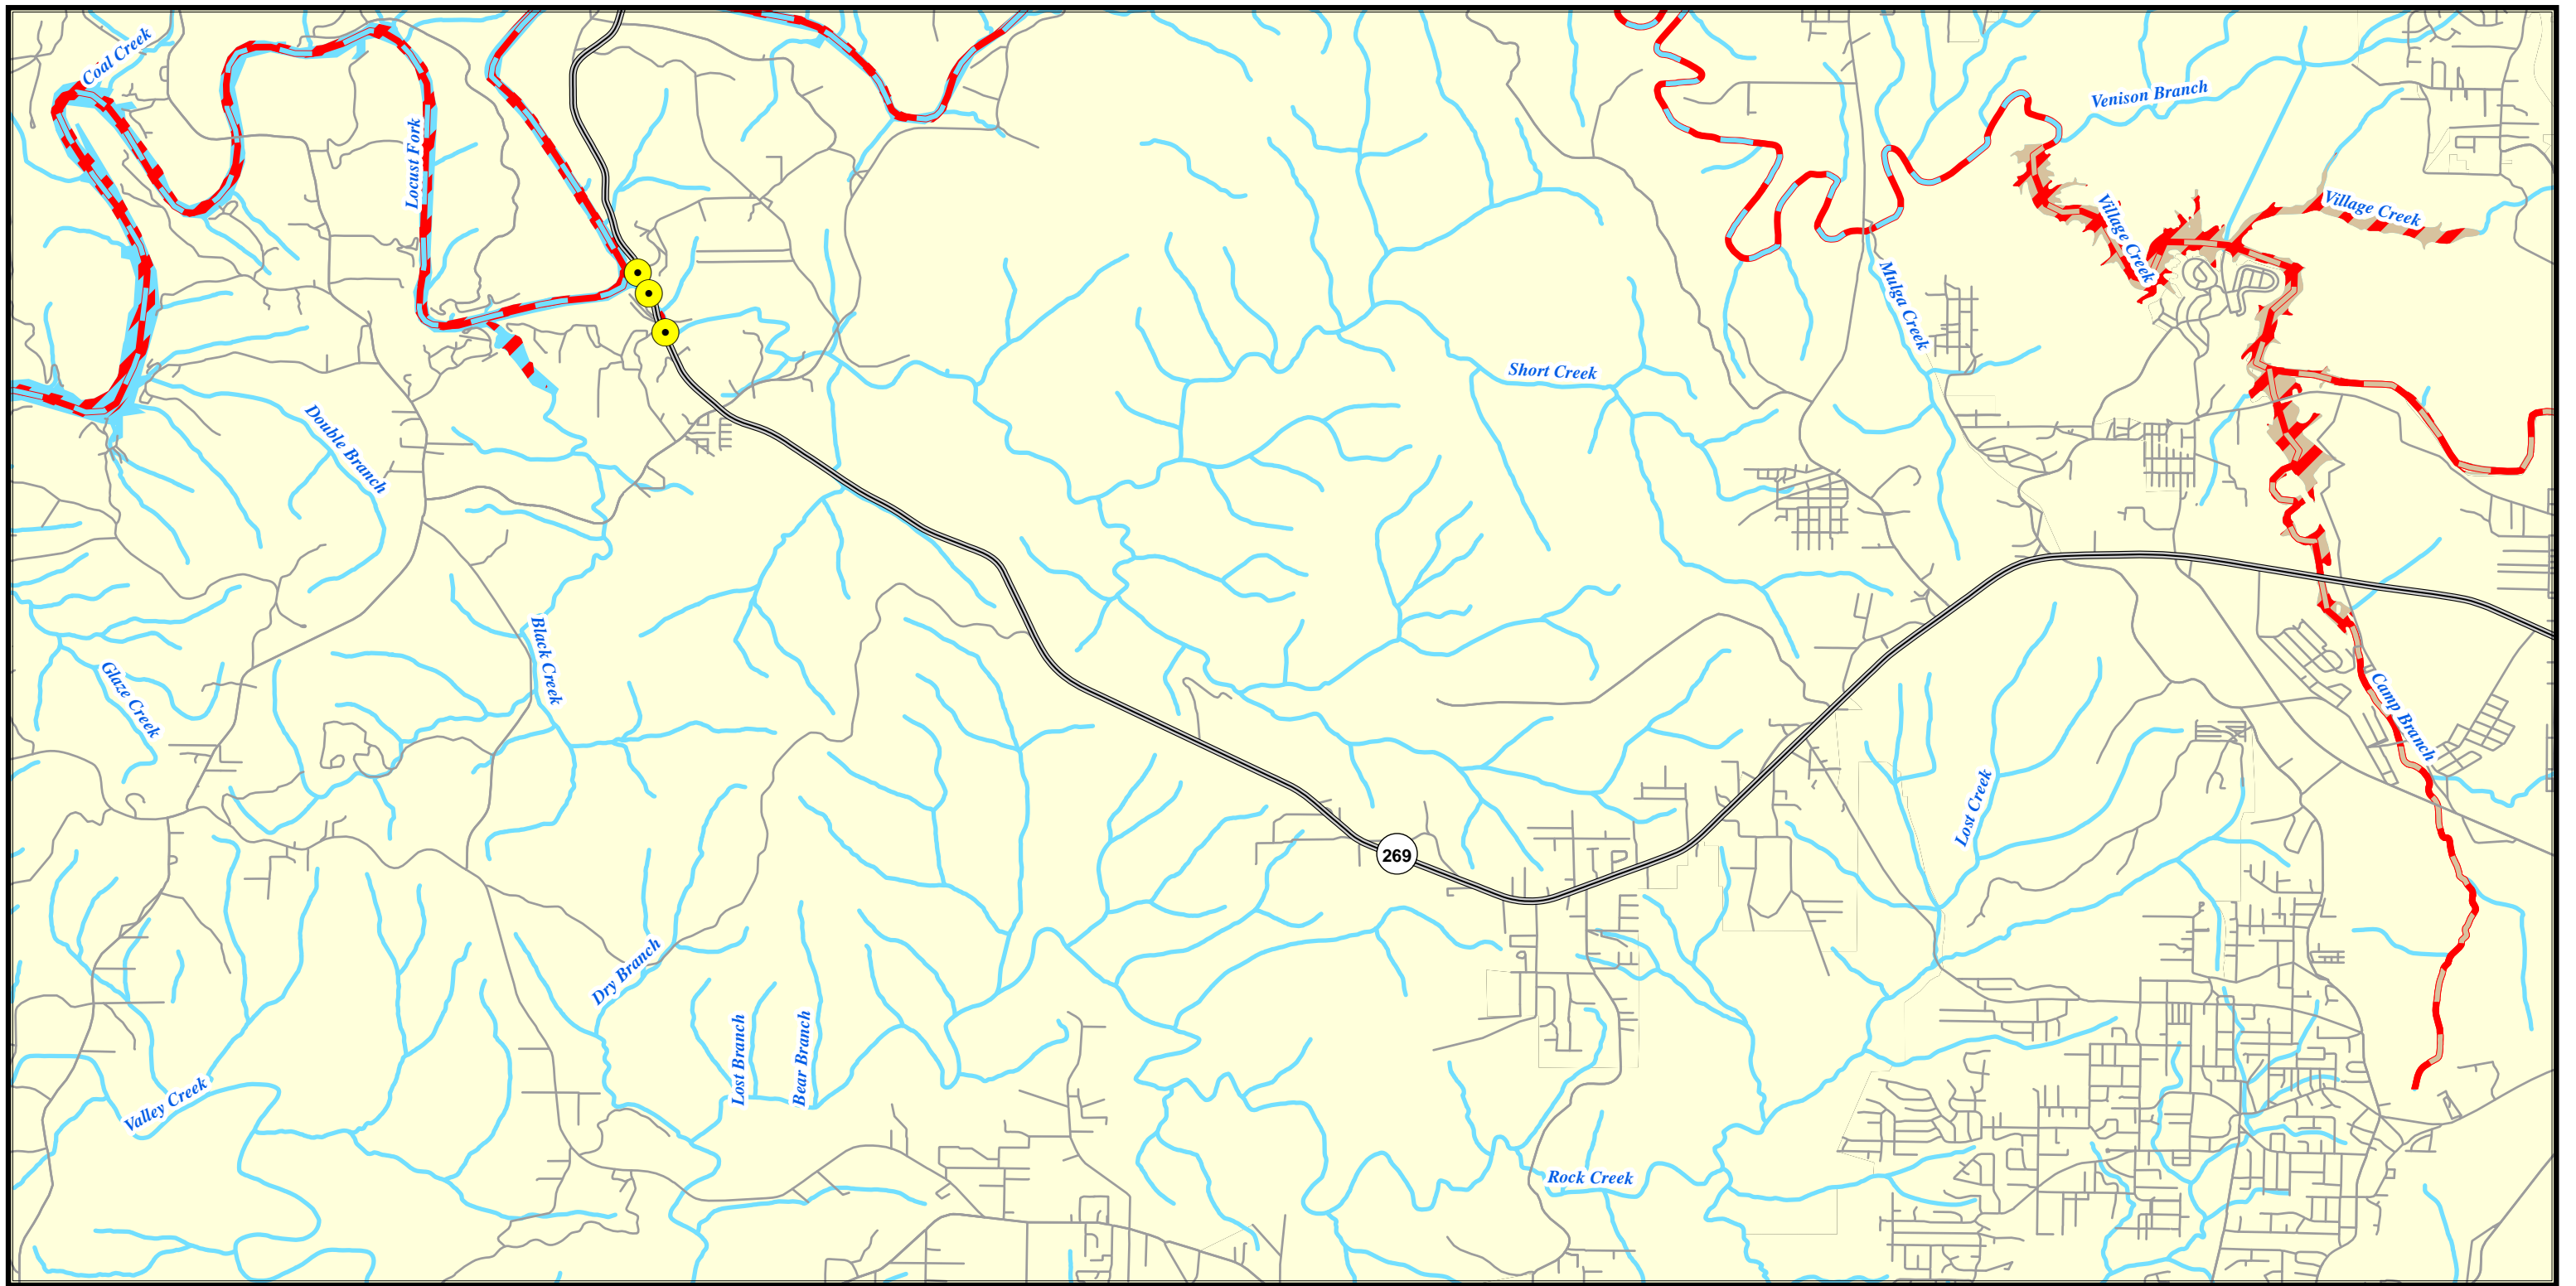 Coal Creek
Venison Branch
Locust Fork
Village Creek
Village Creek
Mulga Creek
Short Creek
Double Branch
Black Creek
Glaze Creek
Camp Branch
Lost Creek
269
Dry Branch
Lost Branch
Bear Branch
Valley Creek
Rock Creek